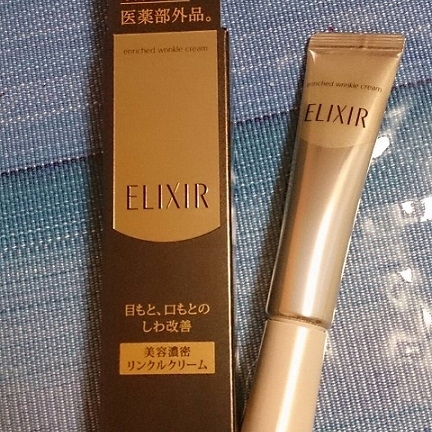 医薬部外品。
enriched wrinkle cream
ELIXIR
目もと、口もとの
しわ改善
美容濃密
リンクルクリーム
enriched wrinkle cream
ELIXIR